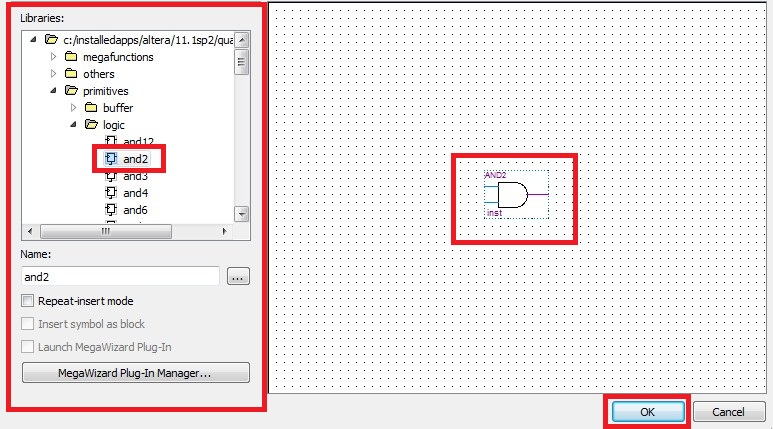 Libraries:
c:/installedapps/altera/11.1sp2/qua
megafunctions
others
primitives
buffer
logic
and12
and2
and3
and4
and6
Name:
and2
...
Repeat-insert mode
Insert symbol as block
Launch MegaWizard Plug-In
MegaWizard Plug-In Manager...
AND2
inst
OK
Cancel